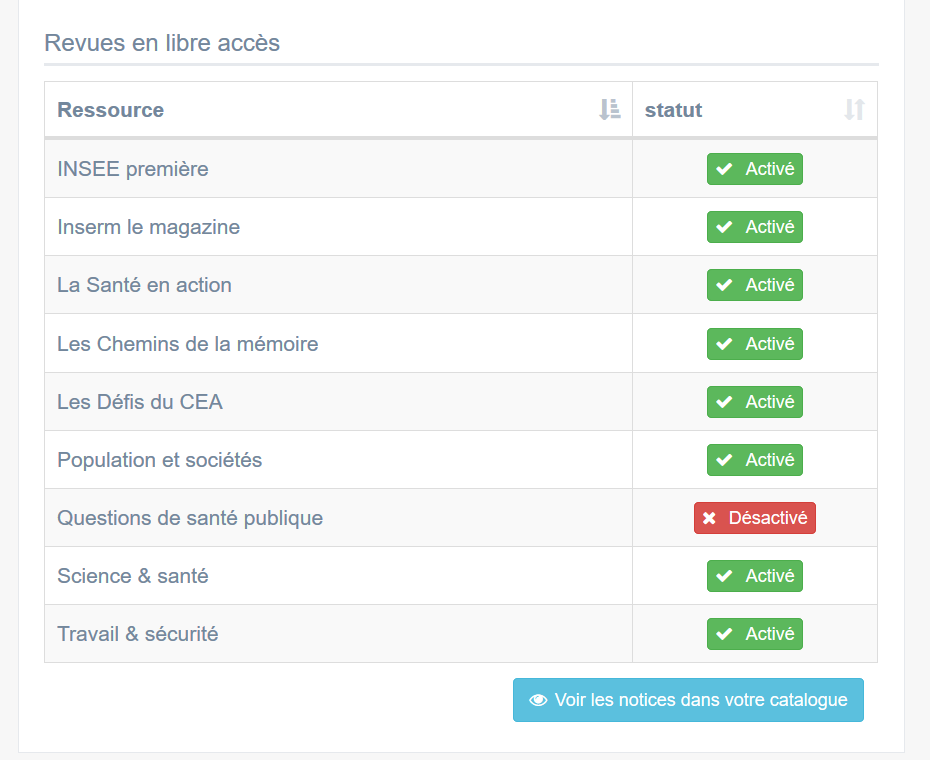 Revues en libre accès
Ressource statut
INSEE première Activé
Inserm le magazine Activé
La Santé en action Activé
Les Chemins de la mémoire Activé
Les Défis du CEA Activé
Population et sociétés Activé
Questions de santé publique Désactivé
Science & santé Activé
Travail & sécurité Activé
Voir les notices dans votre catalogue